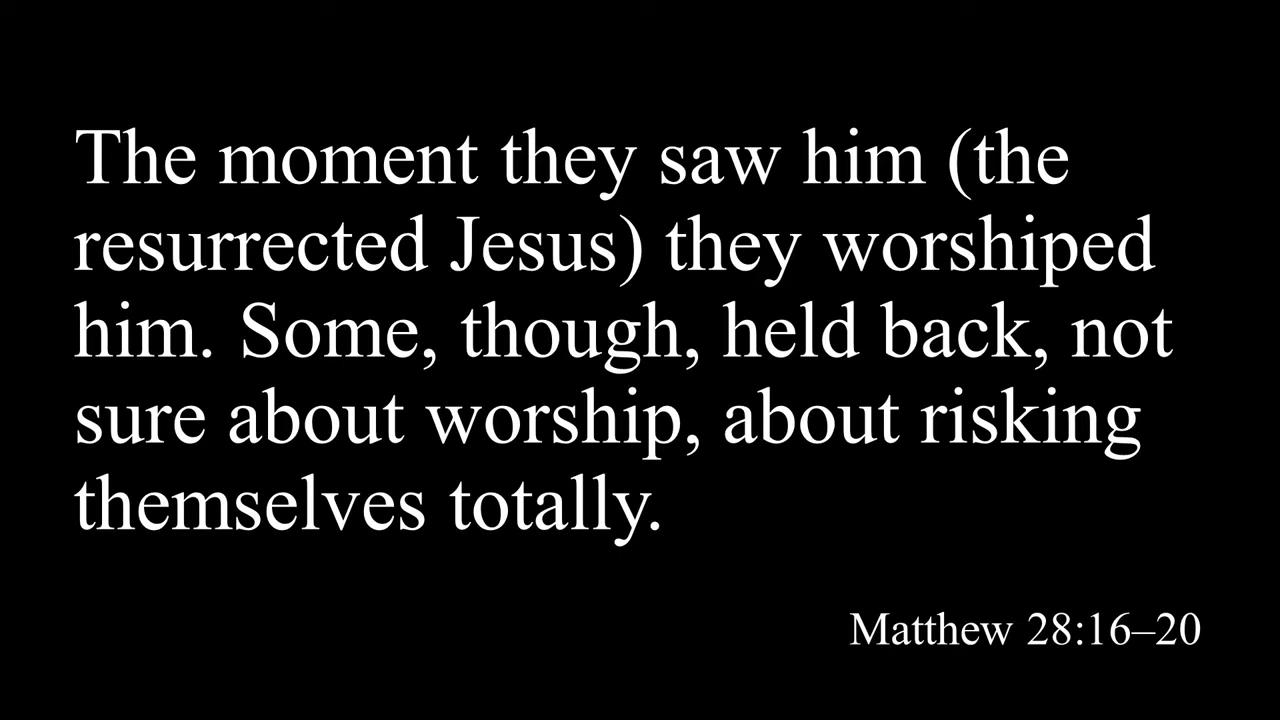 The moment they saw him (the
resurrected Jesus) they worshiped
him. Some, though, held back, not
sure about worship, about risking
themselves totally.
Matthew 28:16–20